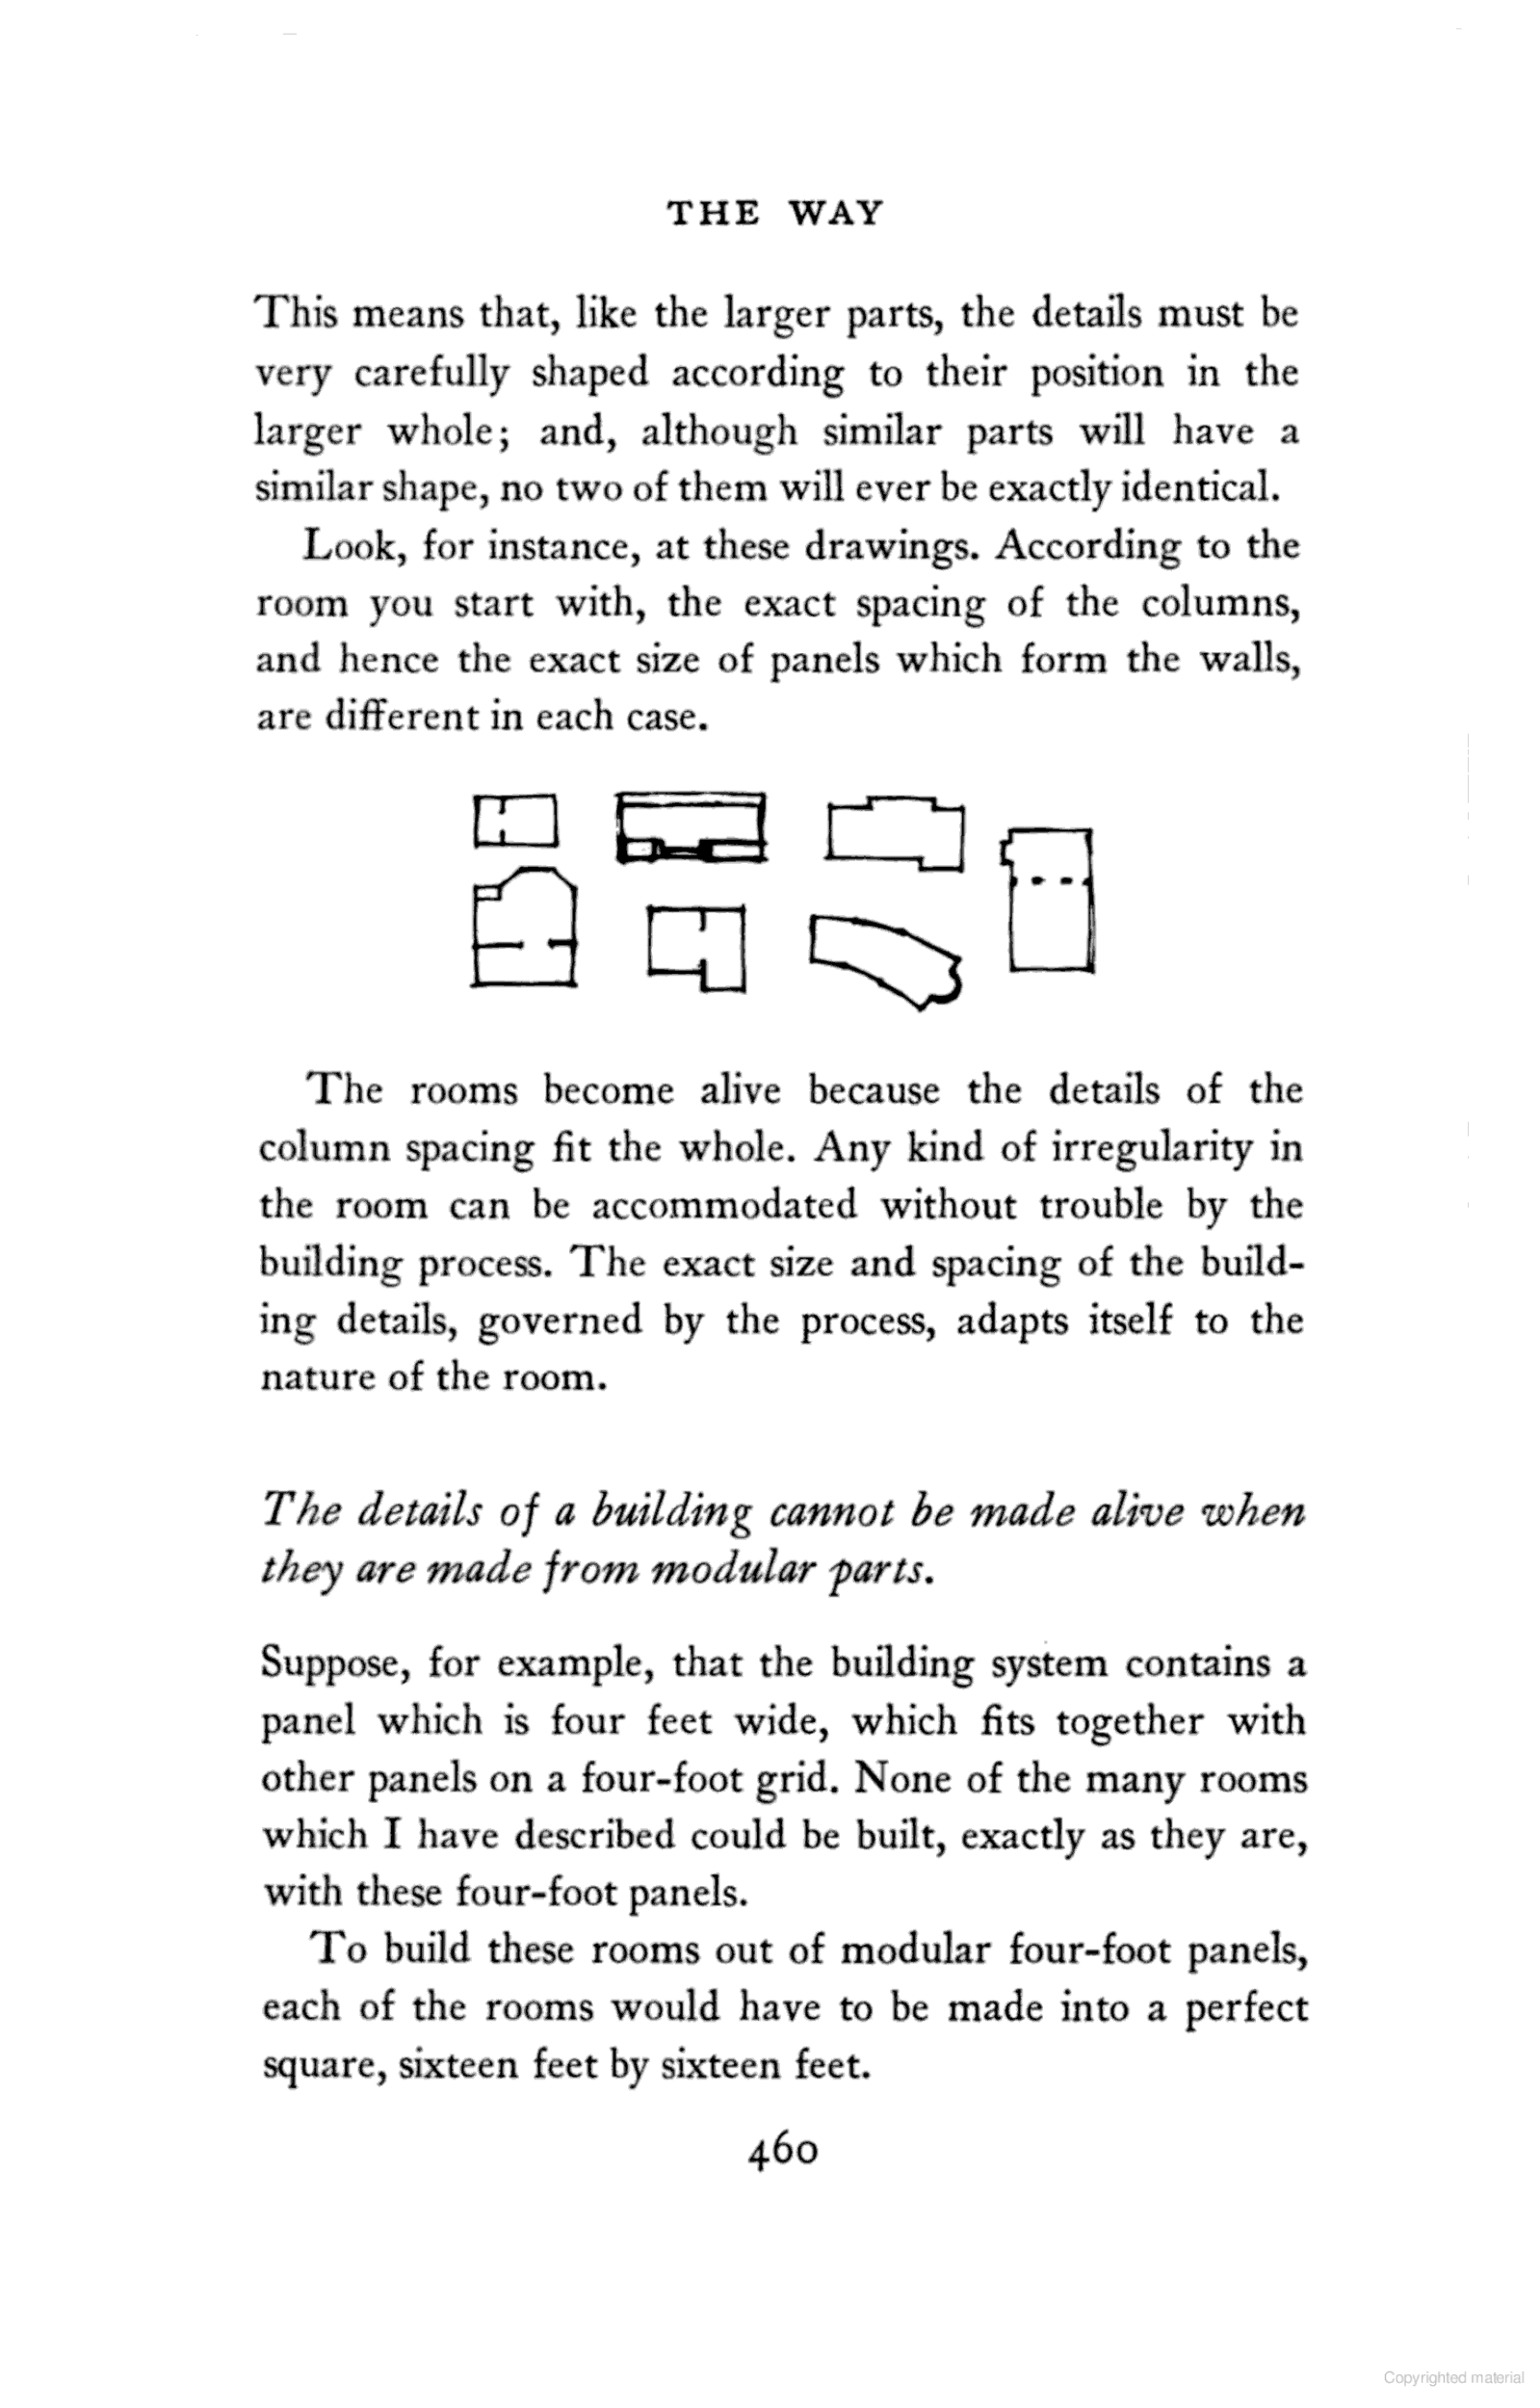 THE WAY
This means that, like the larger parts, the details must be
very carefully shaped according to their position in the
larger whole; and, although similar parts will have a
similar shape, no two of them will ever be exactly identical.
Look, for instance, at these drawings. According to the
room you start with, the exact spacing of the columns,
and hence the exact size of panels which form the walls,
are different in each case.
The rooms become alive because the details of the
column spacing fit the whole. Any kind of irregularity in
the room can be accommodated without trouble by the
building process. The exact size and spacing of the build-
ing details, governed by the process, adapts itself to the
nature of the room.
The details of a building cannot be made alive when
they are made from modular parts.
Suppose, for example, that the building system contains a
panel which is four feet wide, which fits together with
other panels on a four-foot grid. None of the many rooms
which I have described could be built, exactly as they are,
with these four-foot panels.
To build these rooms out of modular four-foot panels,
each of the rooms would have to be made into a perfect
square, sixteen feet by sixteen feet.
460
Copyrighted material